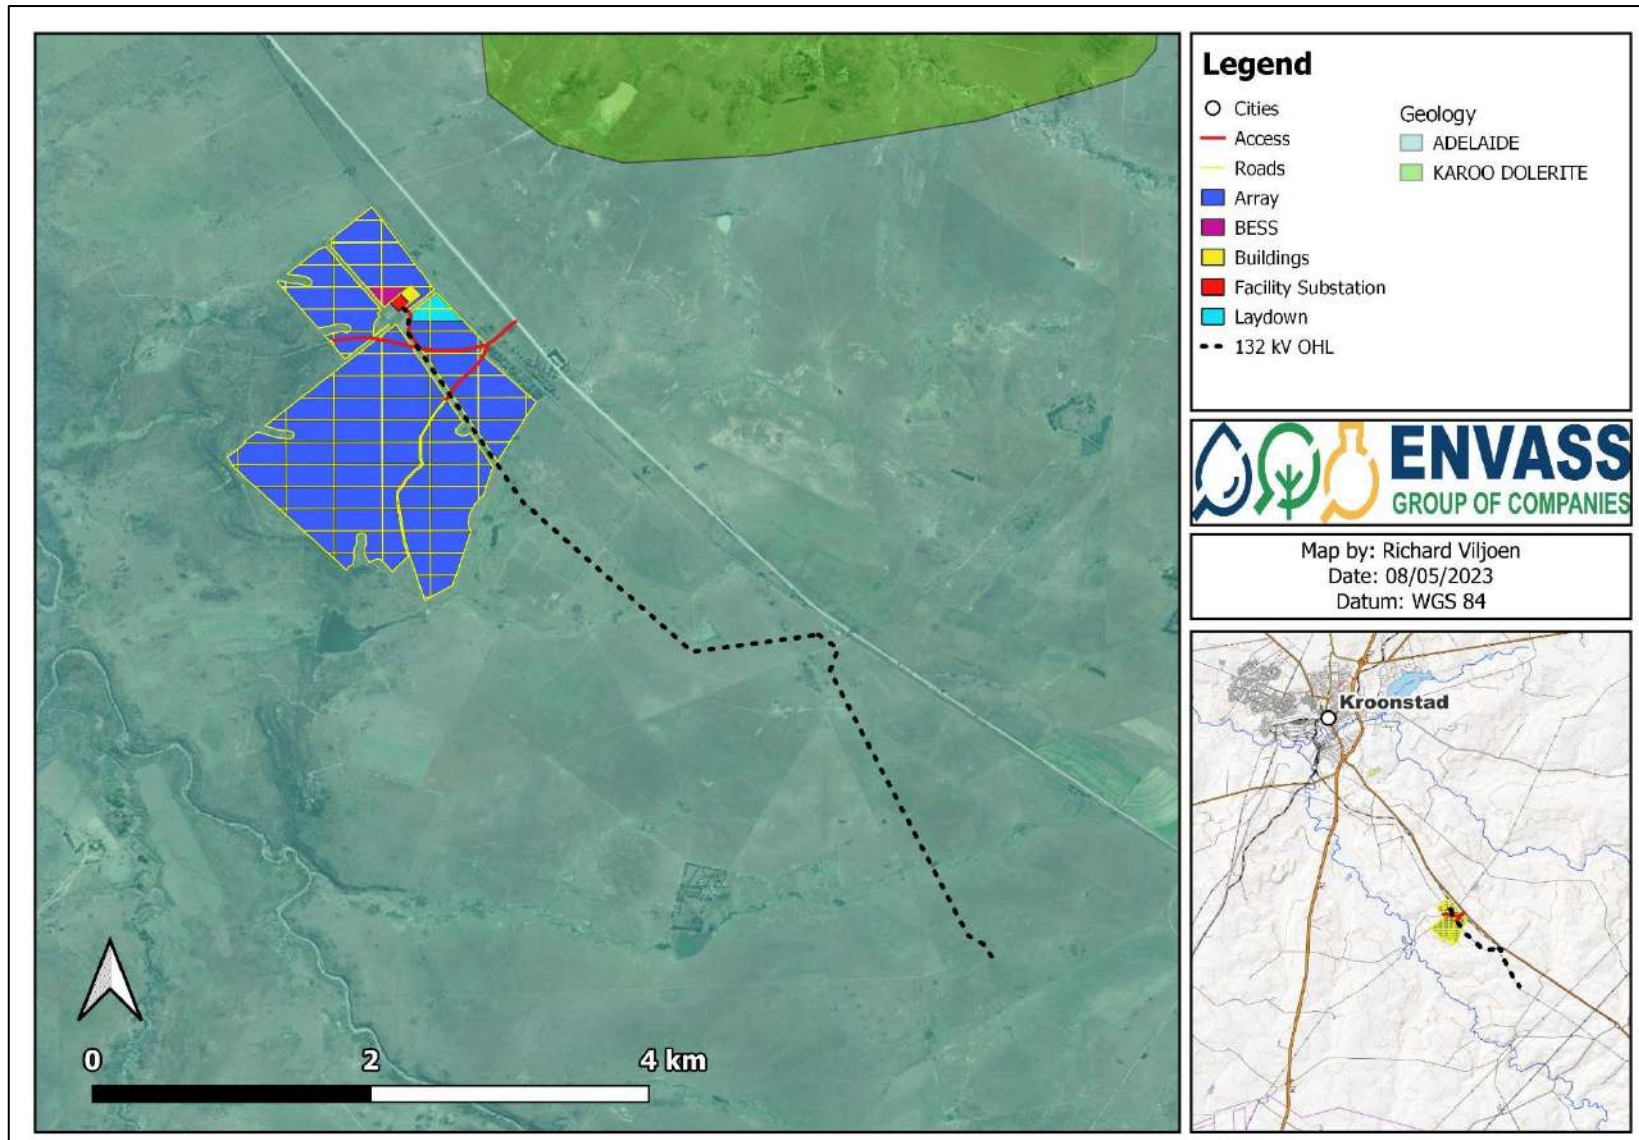 Legend
Cities
Access
Roads
Array
BESS
Buildings
Facility Substation
Laydown
132 kV OHL
Geology
ADELAIDE
KAROO DOLERITE
ENVASS
GROUP OF COMPANIES
Map by: Richard Viljoen
Date: 08/05/2023
Datum: WGS 84
Kroonstad
0 2 4 km